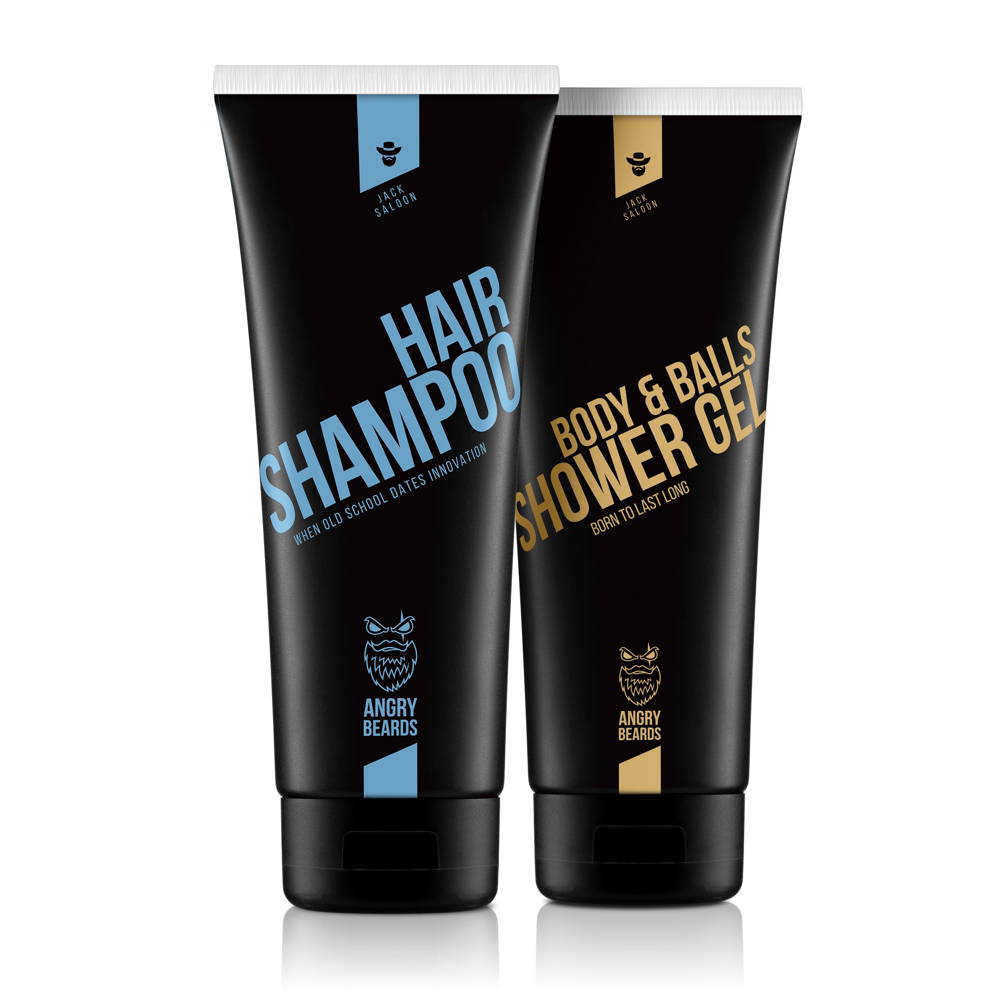 JACK
SALOON
HAIR
SHAMPOO
WHEN OLD SCHOOL DATES INNOVATION
ANGRY
BEARDS
JACK
SALOON
BODY & BALLS
SHOWER GEL
BORN TO LAST LONG
ANGRY
BEARDS